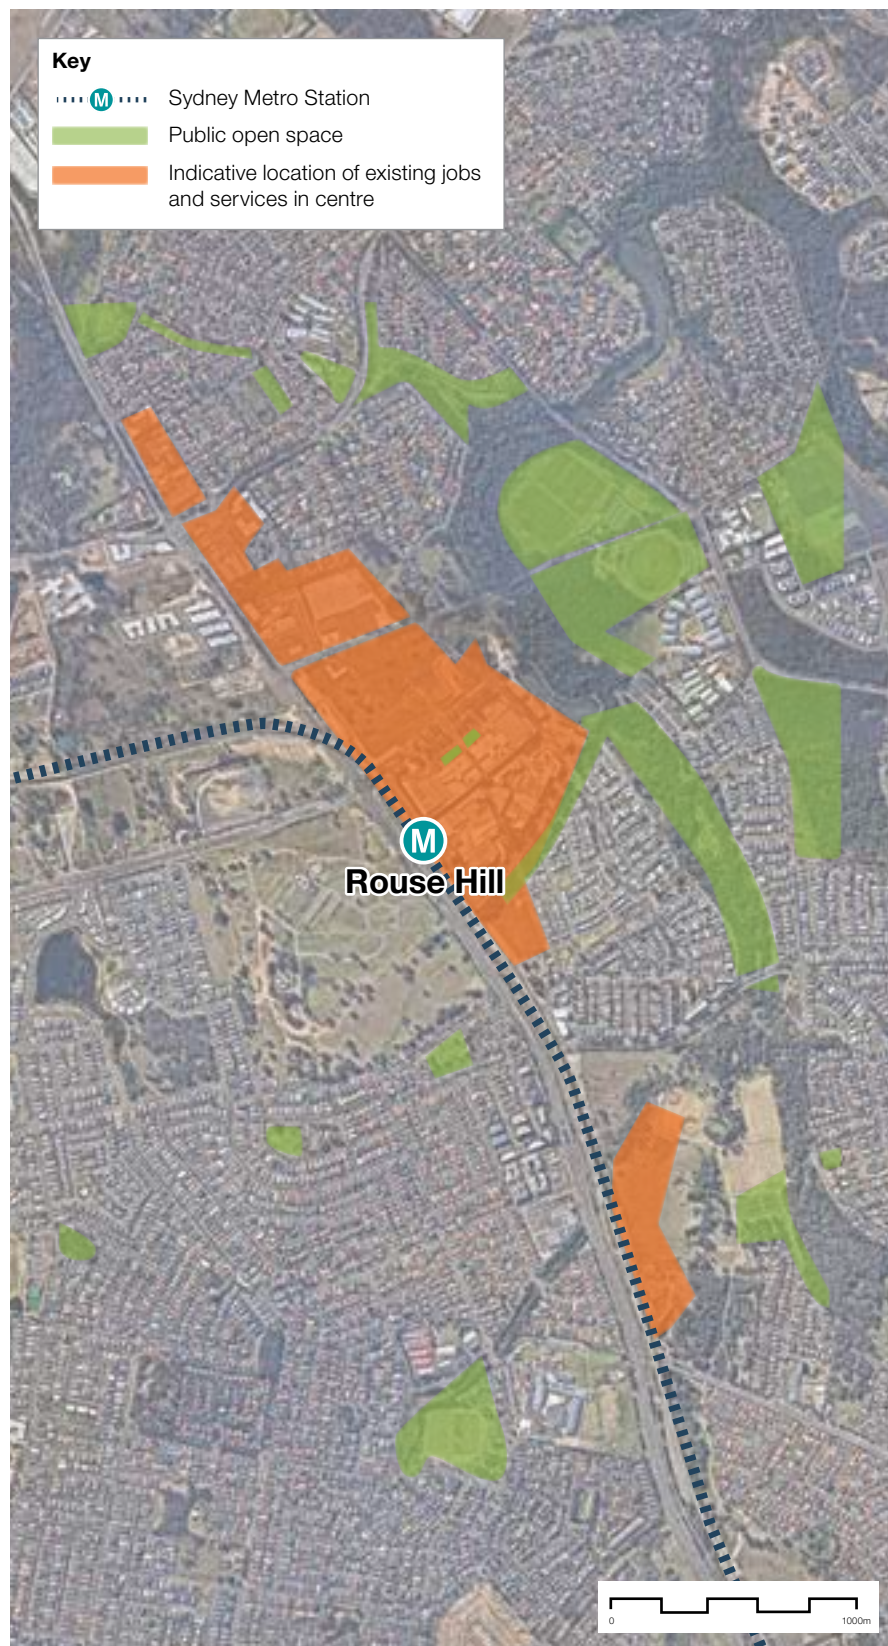 Key
M
Sydney Metro Station
Public open space
Indicative location of existing jobs
and services in centre
M
Rouse Hill
0 1000m